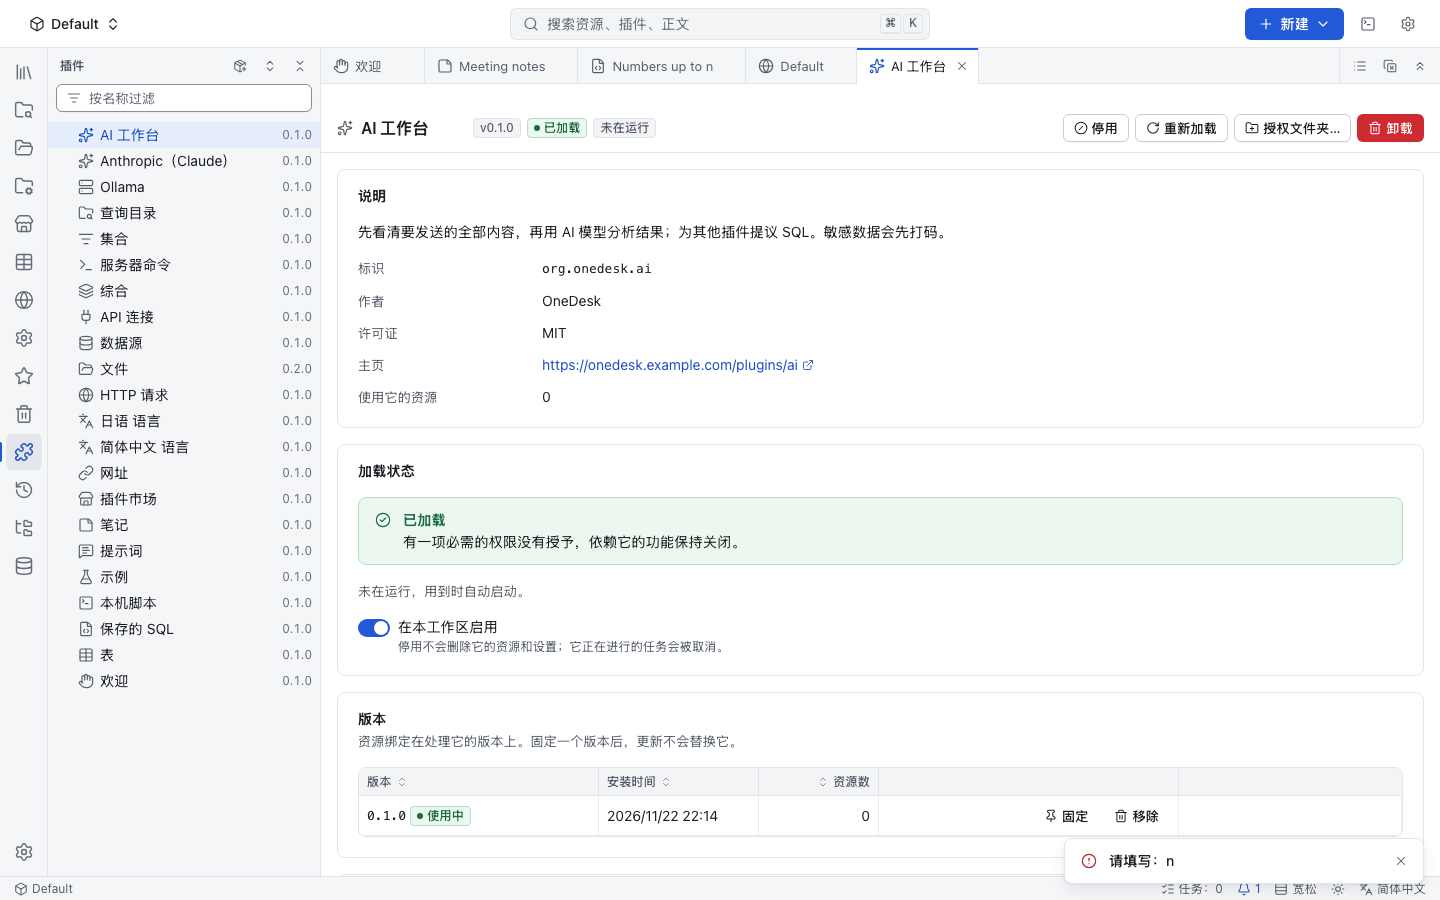 Default
搜索资源、插件、正文
⌘ K
新建
插件
按名称过滤
AI 工作台 0.1.0
Anthropic（Claude） 0.1.0
Ollama 0.1.0
查询目录 0.1.0
集合 0.1.0
服务器命令 0.1.0
综合 0.1.0
API 连接 0.1.0
数据源 0.1.0
文件 0.2.0
HTTP 请求 0.1.0
日语 语言 0.1.0
简体中文 语言 0.1.0
网址 0.1.0
插件市场 0.1.0
笔记 0.1.0
提示词 0.1.0
示例 0.1.0
本机脚本 0.1.0
保存的 SQL 0.1.0
表 0.1.0
欢迎 0.1.0
欢迎
Meeting notes
Numbers up to n
Default
AI 工作台
AI 工作台 v0.1.0 已加载 未在运行
停用 重新加载 授权文件夹... 卸载
说明
先看清要发送的全部内容，再用 AI 模型分析结果；为其他插件提议 SQL。敏感数据会先打码。
标识 org.onedesk.ai
作者 OneDesk
许可证 MIT
主页 https://onedesk.example.com/plugins/ai
使用它的资源 0
加载状态
已加载
有一项必需的权限没有授予，依赖它的功能保持关闭。
未在运行，用到时自动启动。
在本工作区启用
停用不会删除它的资源和设置；它正在进行的任务会被取消。
版本
资源绑定在处理它的版本上。固定一个版本后，更新不会替换它。
版本 安装时间 资源数
0.1.0 使用中 2026/11/22 22:14 0 固定 移除
请填写：n
Default
任务：0 1 宽松 简体中文